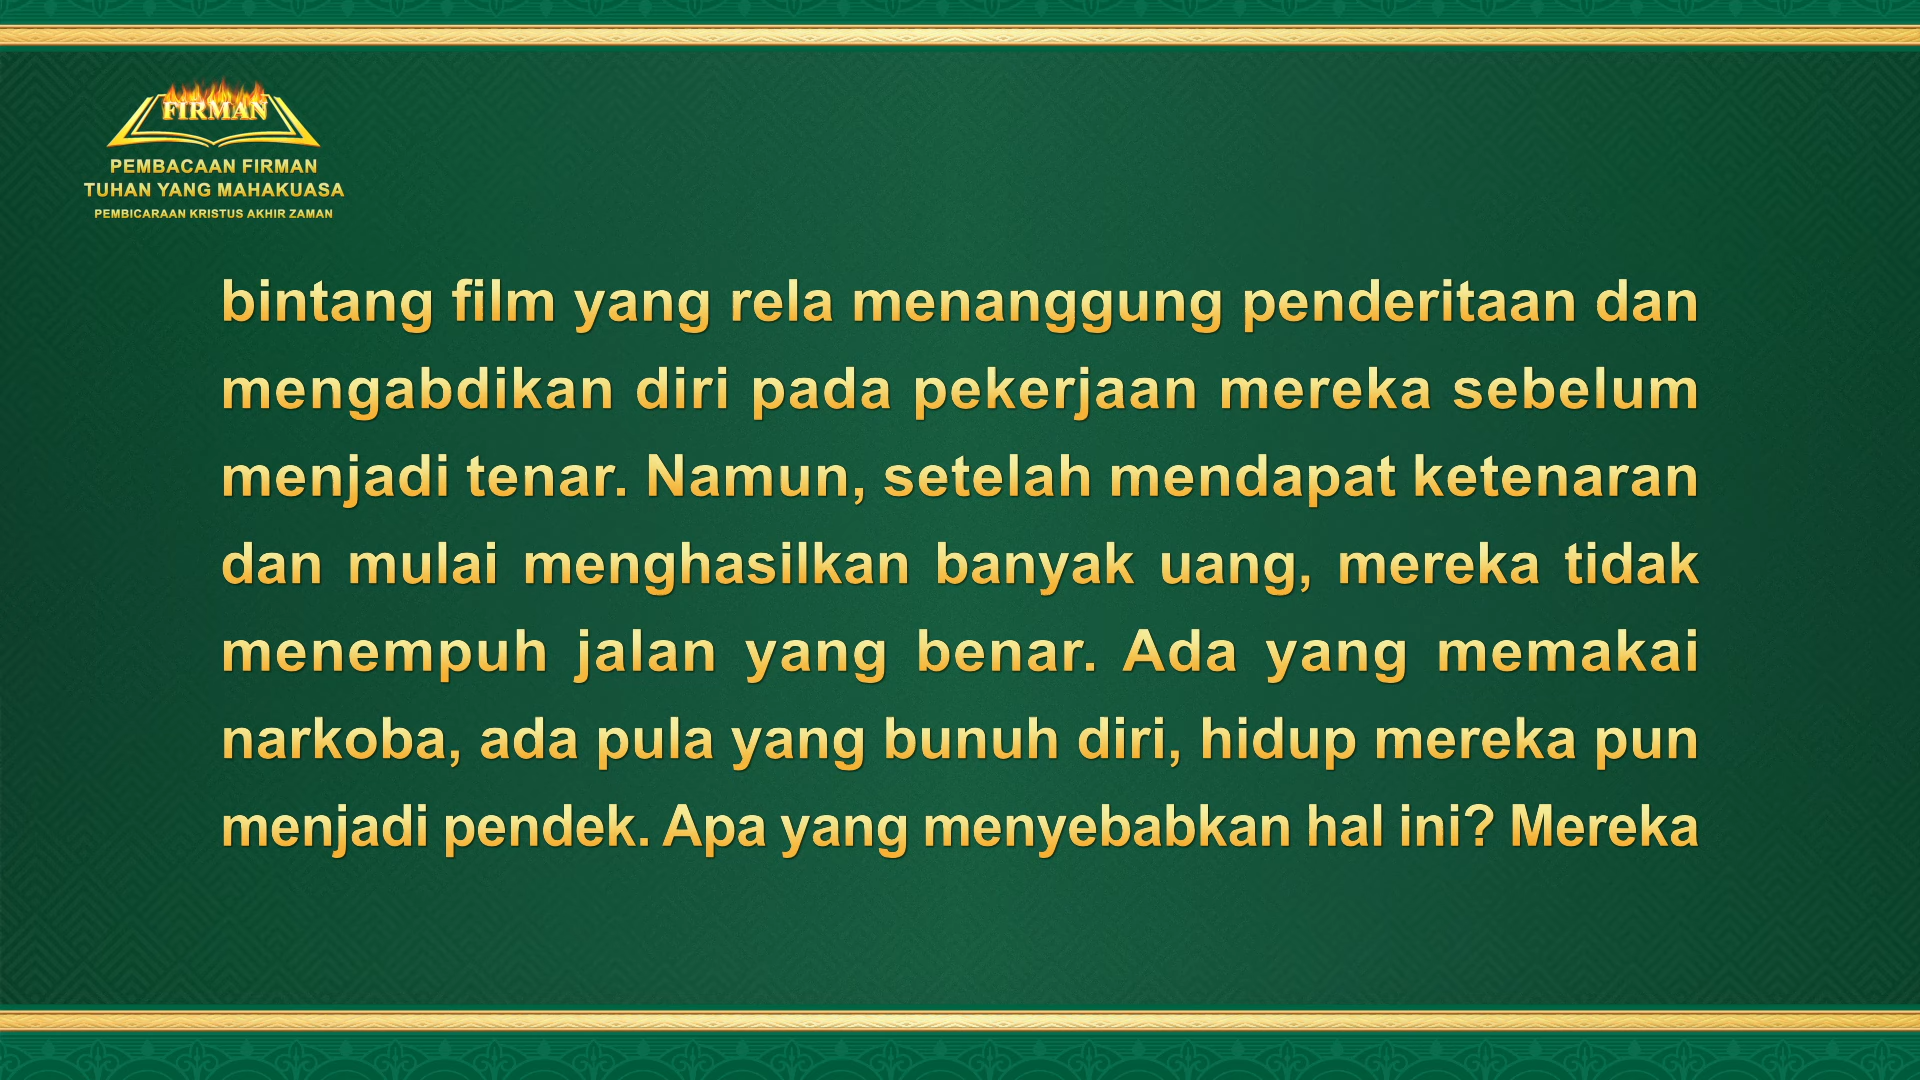 FIRMAN
PEMBACAAN FIRMAN
TUHAN YANG MAHAKUASA
PEMBICARAAN KRISTUS AKHIR ZAMAN
bintang film yang rela menanggung penderitaan dan
mengabdikan diri pada pekerjaan mereka sebelum
menjadi tenar. Namun, setelah mendapat ketenaran
dan mulai menghasilkan banyak uang, mereka tidak
menempuh jalan yang benar. Ada yang memakai
narkoba, ada pula yang bunuh diri, hidup mereka pun
menjadi pendek. Apa yang menyebabkan hal ini? Mereka